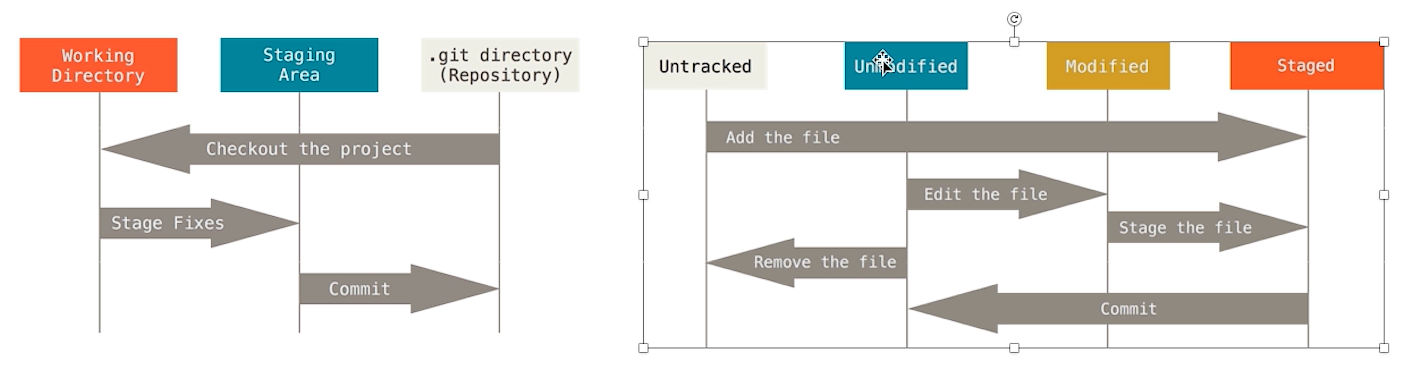 Working
Directory
Staging
Area
.git directory
(Repository)
Checkout the project
Stage Fixes
Commit
Untracked
Unmodified
Modified
Staged
Add the file
Edit the file
Stage the file
Remove the file
Commit